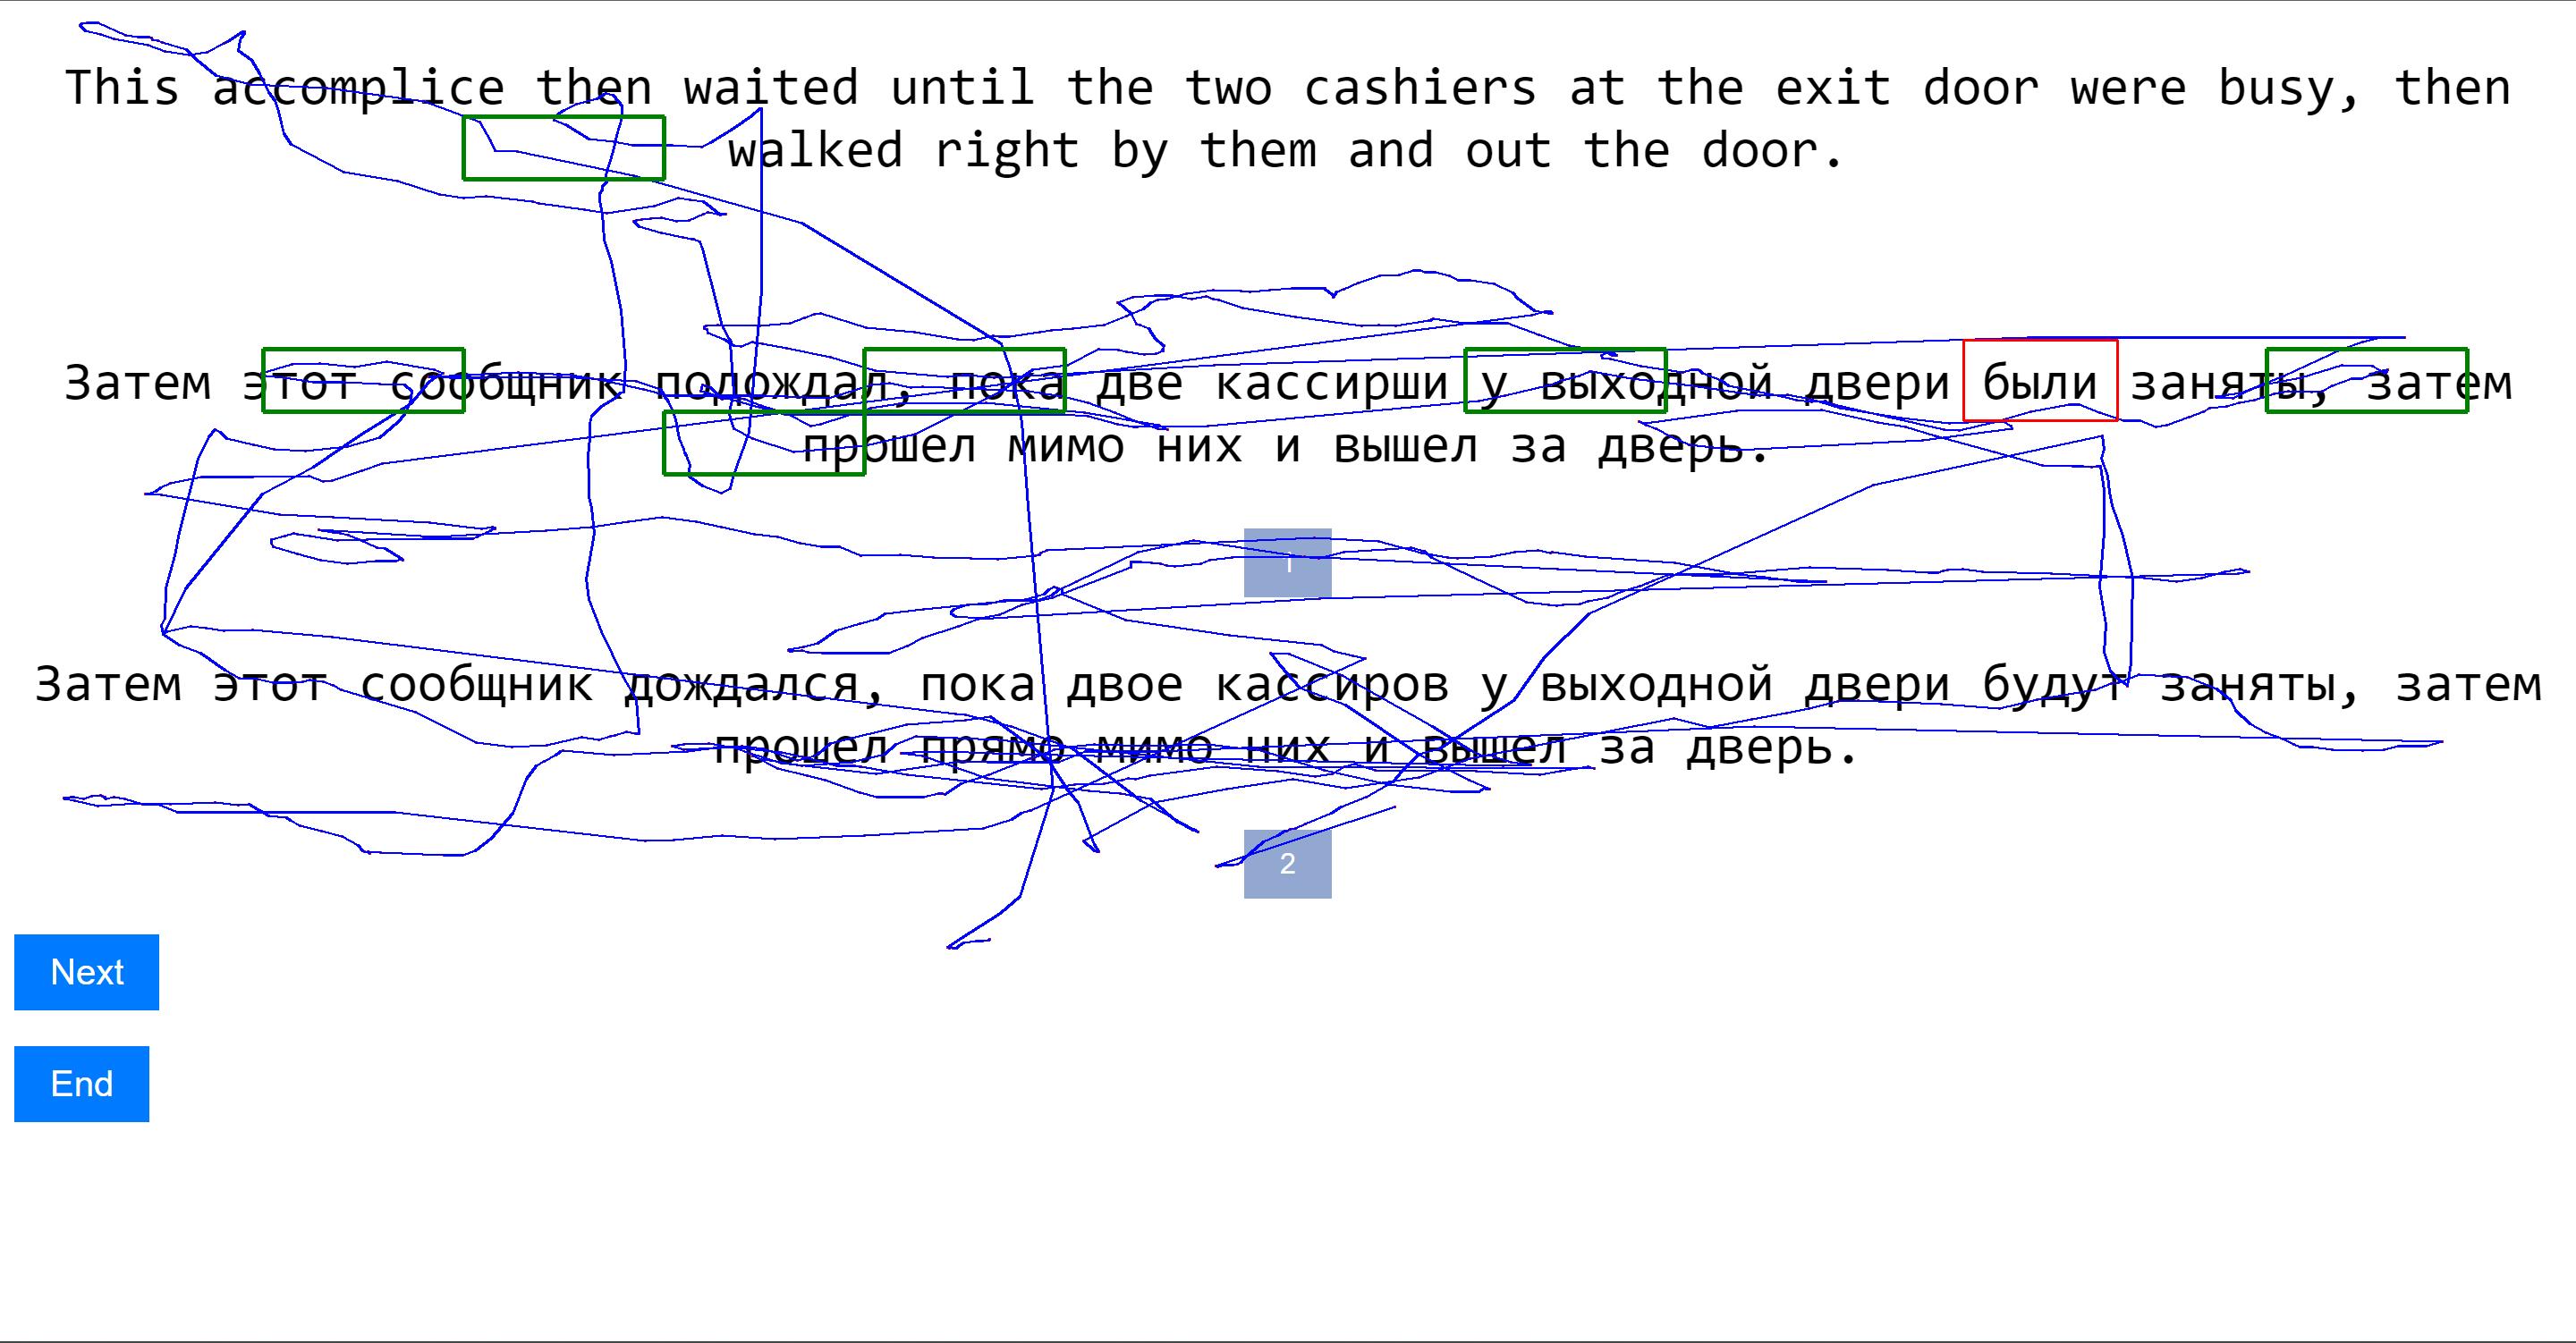 This accomplice then waited until the two cashiers at the exit door were busy, then
walked right by them and out the door.
Затем этот сообщник подождал, пока две кассирши у выходной двери были заняты, затем
прошел мимо них и вышел за дверь.
1
Затем этот сообщник дождался, пока двое кассиров у выходной двери будут заняты, затем
прошел прямо мимо них и вышел за дверь.
2
Next
End